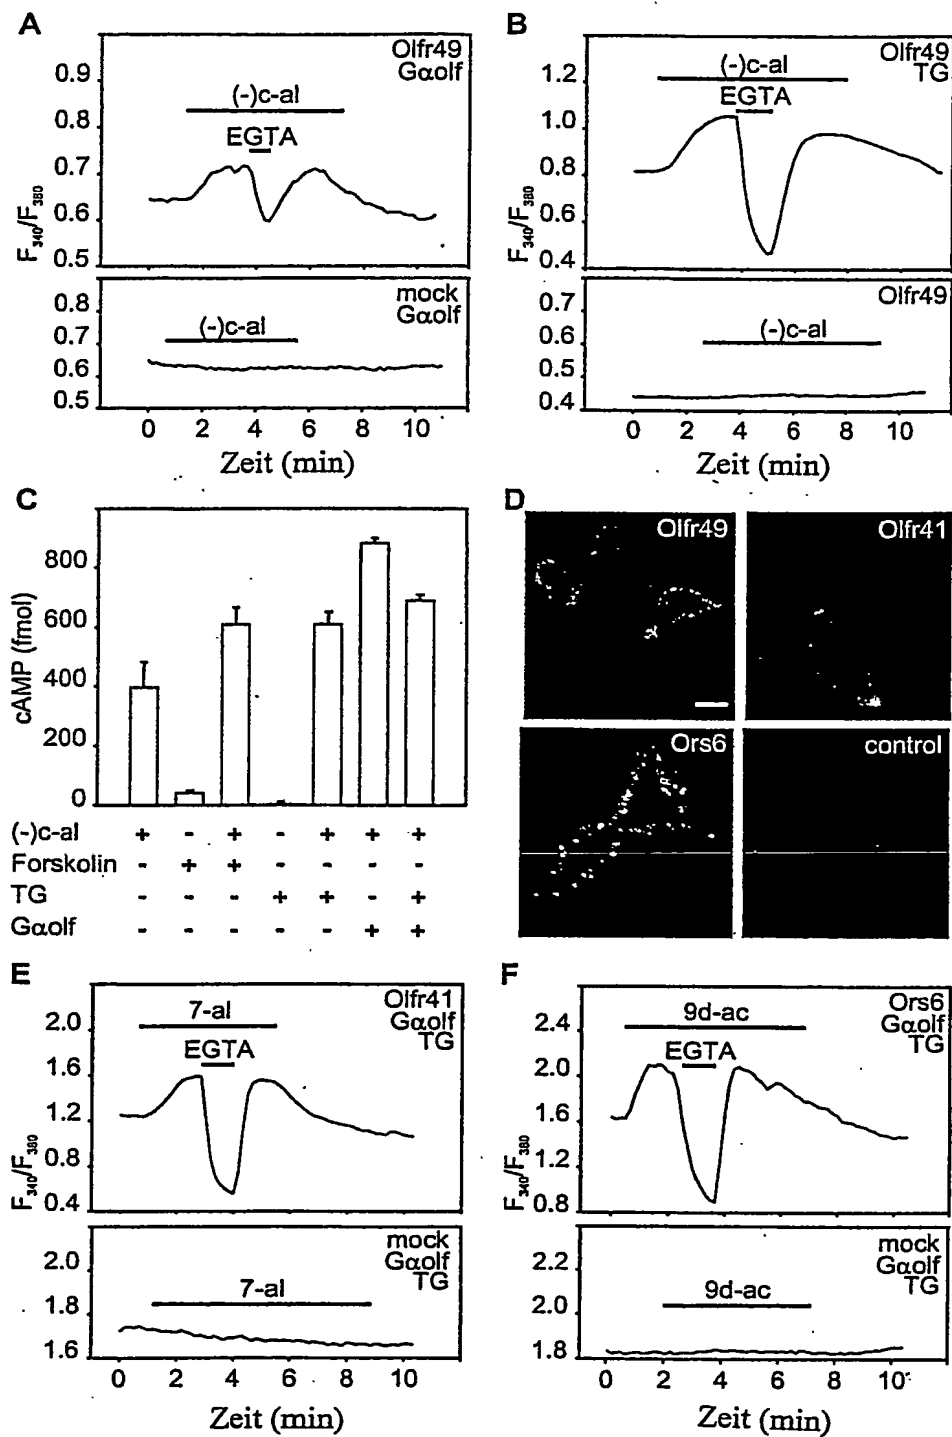 A
Olfr49
Gαolf
(-)c-al
EGTA
F340/F380
0.9
0.8
0.7
0.6
0.5
mock
Gαolf
(-)c-al
0.8
0.7
0.6
0.5
0 2 4 6 8 10
Zeit (min)
B
Olfr49
TG
(-)c-al
EGTA
1.2
1.0
0.8
0.6
0.4
F340/F380
Olfr49
(-)c-al
0.7
0.6
0.5
0.4
0 2 4 6 8 10
Zeit (min)
C
cAMP (fmol)
800
600
400
200
0
(-)c-al + - + - + + +
Forskolin - + + - - - -
TG - - - + + - +
Gαolf - - - - - + +
D
Olfr49
Olfr41
Ors6
control
E
Olfr41
Gαolf
TG
7-al
EGTA
2.0
1.6
1.2
0.8
0.4
F340/F380
mock
Gαolf
TG
7-al
2.0
1.8
1.6
0 2 4 6 8 10
Zeit (min)
F
Ors6
Gαolf
TG
9d-ac
EGTA
2.4
2.0
1.6
1.2
0.8
F340/F380
mock
Gαolf
TG
9d-ac
2.2
2.0
1.8
0 2 4 6 8 10
Zeit (min)